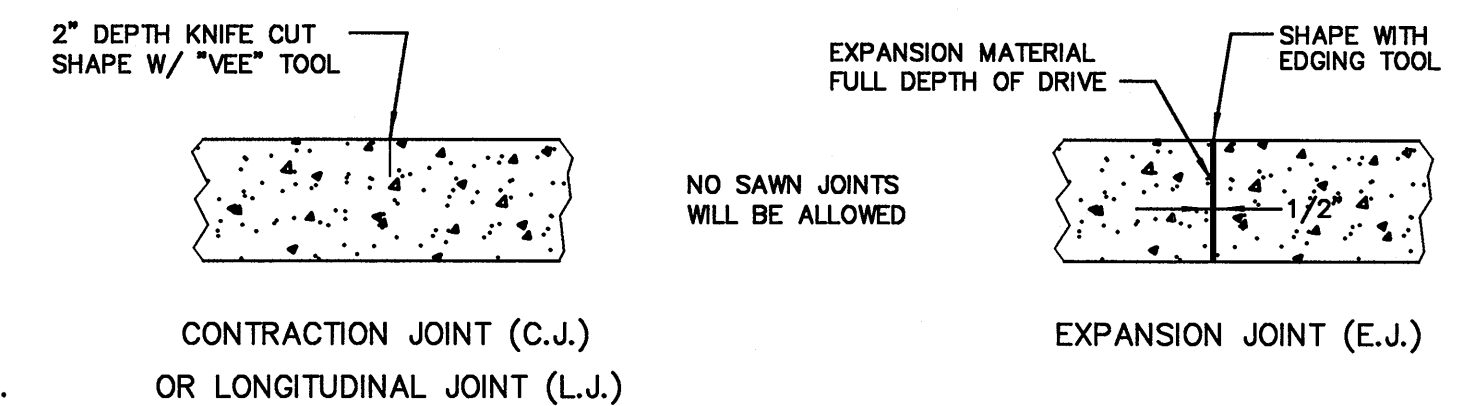 2" DEPTH KNIFE CUT
SHAPE W/ "VEE" TOOL
EXPANSION MATERIAL
FULL DEPTH OF DRIVE
SHAPE WITH
EDGING TOOL
NO SAWN JOINTS
WILL BE ALLOWED
1/2"
CONTRACTION JOINT (C.J.)
OR LONGITUDINAL JOINT (L.J.)
EXPANSION JOINT (E.J.)